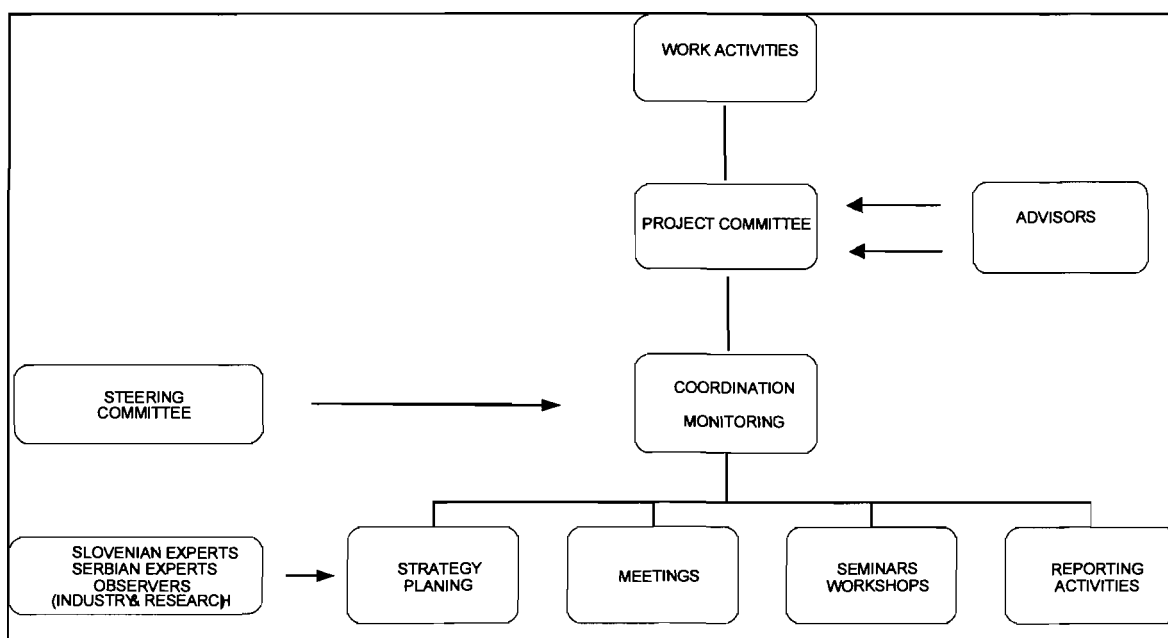 WORK ACTIVITIES
PROJECT COMMITTEE
ADVISORS
STEERING
COMMITTEE
COORDINATION
MONITORING
SLOVENIAN EXPERTS
SERBIAN EXPERTS
OBSERVERS
(INDUSTRY& RESEARCH
STRATEGY
PLANING
MEETINGS
SEMINARS
WORKSHOPS
REPORTING
ACTIVITIES